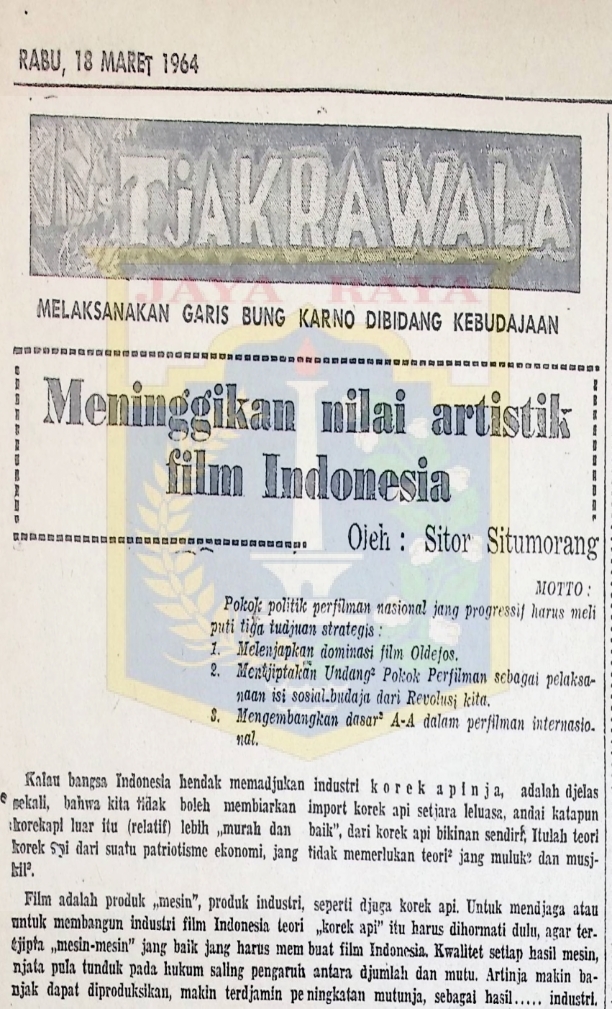 RABU, 18 MARET 1964
TjAKRAWALA
JAYA RAYA
MELAKSANAKAN GARIS BUNG KARNO DIBIDANG KEBUDAJAAN
Meninggikan nilai artistik
film Indonesia
Oleh : Sitor Situmorang
MOTTO :
Pokok politik perfilman nasional jang progressif harus meli
puti tiga tudjuan strategis :
1. Melenjapkan dominasi film Oldefos.
2. Mentjiptakan Undang² Pokok Perfilman sebagai pelaksa-
naan isi sosial-budaja dari Revolusi kita.
3. Mengembangkan dasar² A-A dalam perfilman internasio-
nal.
Kalau bangsa Indonesia hendak memadjukan industri korek apinja, adalah djelas
sekali, bahwa kita tidak boleh membiarkan import korek api setjara leluasa, andai katapun
korekapi luar itu (relatif) lebih „murah dan baik", dari korek api bikinan sendiri. Itulah teori
korek api dari suatu patriotisme ekonomi, jang tidak memerlukan teori² jang muluk² dan musj-
kil².
Film adalah produk „mesin", produk industri, seperti djuga korek api. Untuk mendjaga atau
untuk membangun industri film Indonesia teori „korek api" itu harus dihormati dulu, agar ter-
tjipta „mesin-mesin" jang baik jang harus mem buat film Indonesia. Kwalitet setiap hasil mesin,
njata pula tunduk pada hukum saling pengaruh antara djumlah dan mutu. Artinja makin ba-
njak dapat diproduksikan, makin terdjamin pe ningkatan mutunja, sebagai hasil..... industri.